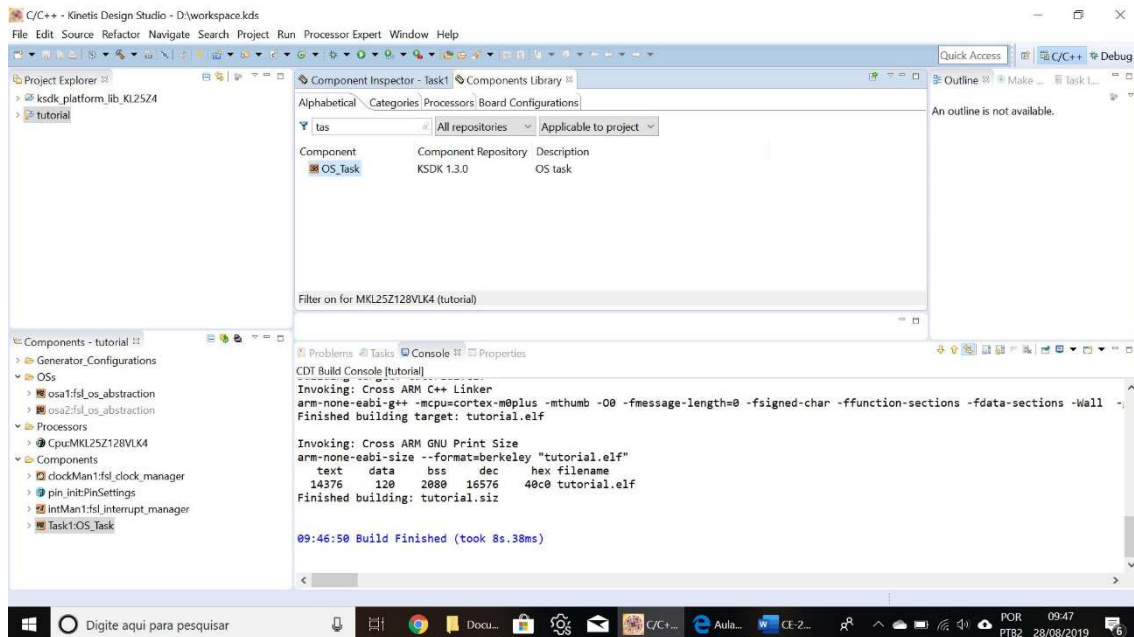 C/C++ - Kinetis Design Studio - D:\workspace.kds
File Edit Source Refactor Navigate Search Project Run Processor Expert Window Help
Quick Access C/C++ Debug
Project Explorer
ksdk_platform_lib_KL25Z4
tutorial
Component Inspector - Task1 Components Library
Alphabetical Categories Processors Board Configurations
tas All repositories Applicable to project
Component Component Repository Description
OS_Task KSDK 1.3.0 OS task
Filter on for MKL25Z128VLK4 (tutorial)
Outline Make ... Task L...
An outline is not available.
Components - tutorial
Generator_Configurations
OSs
osa1:fsl_os_abstraction
osa2:fsl_os_abstraction
Processors
Cpu:MKL25Z128VLK4
Components
clockMan1:fsl_clock_manager
pin_init:PinSettings
intMan1:fsl_interrupt_manager
Task1:OS_Task
Problems Tasks Console Properties
CDT Build Console [tutorial]
Invoking: Cross ARM C++ Linker
arm-none-eabi-g++ -mcpu=cortex-m0plus -mthumb -O0 -fmessage-length=0 -fsigned-char -ffunction-sections -fdata-sections -Wall -
Finished building target: tutorial.elf
Invoking: Cross ARM GNU Print Size
arm-none-eabi-size --format=berkeley "tutorial.elf"
text data bss dec hex filename
14376 120 2080 16576 40c0 tutorial.elf
Finished building: tutorial.siz
09:46:50 Build Finished (took 8s.38ms)
Digite aqui para pesquisar Docu... C/C+... Aula... CE-2... POR 09:47
PTB2 28/08/2019 6